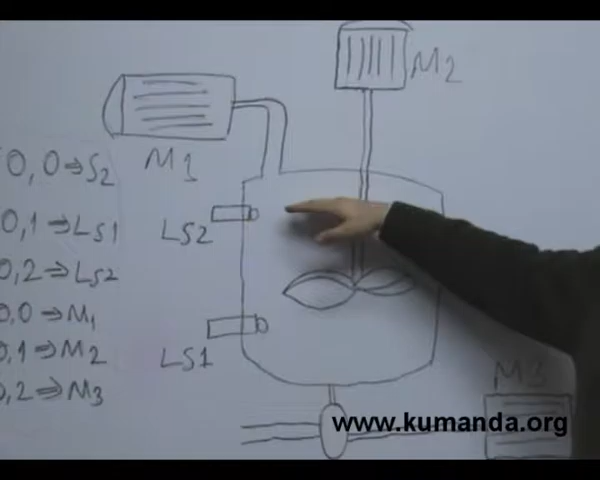 M2
M1
0,0⇒S2
0,1⇒LS1
LS2
0,2⇒LS2
0,0⇒M1
LS1
0,1⇒M2
M3
0,2⇒M3
www.kumanda.org